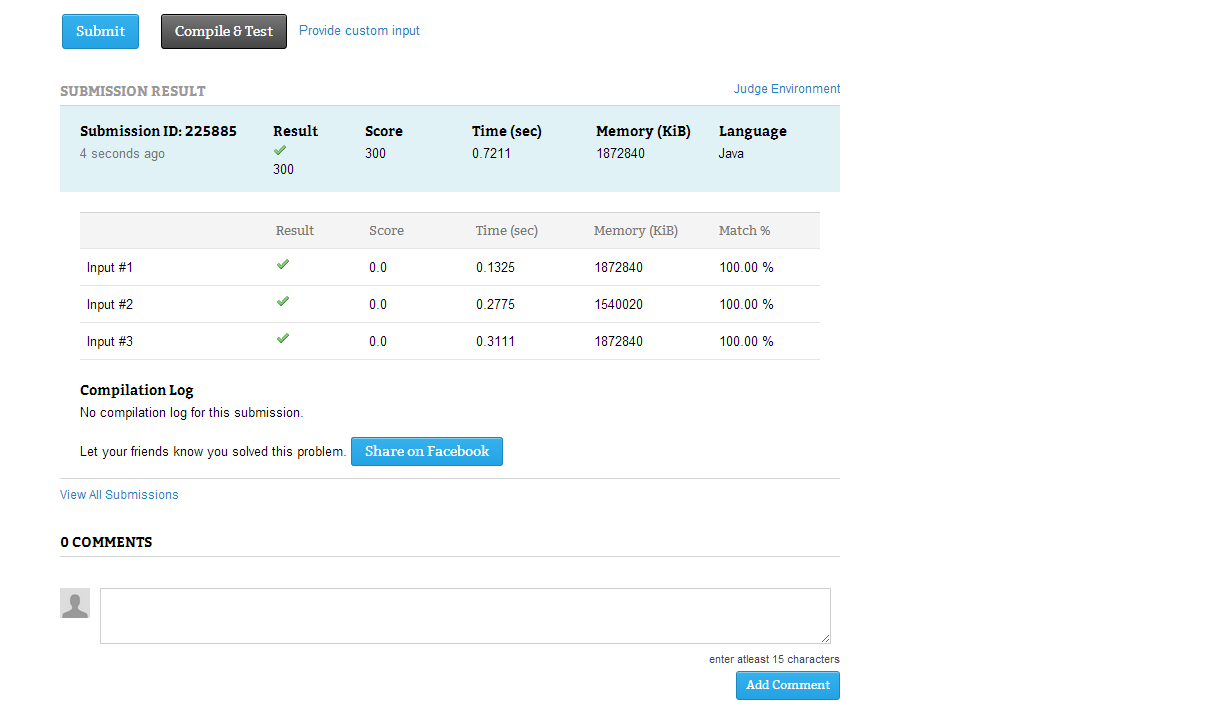 Submit Compile & Test Provide custom input
SUBMISSION RESULT Judge Environment
Submission ID: 225885 Result Score Time (sec) Memory (KiB) Language
4 seconds ago 300 0.7211 1872840 Java
300
Result Score Time (sec) Memory (KiB) Match %
Input #1 0.0 0.1325 1872840 100.00 %
Input #2 0.0 0.2775 1540020 100.00 %
Input #3 0.0 0.3111 1872840 100.00 %
Compilation Log
No compilation log for this submission.
Let your friends know you solved this problem. Share on Facebook
View All Submissions
0 COMMENTS
enter atleast 15 characters
Add Comment